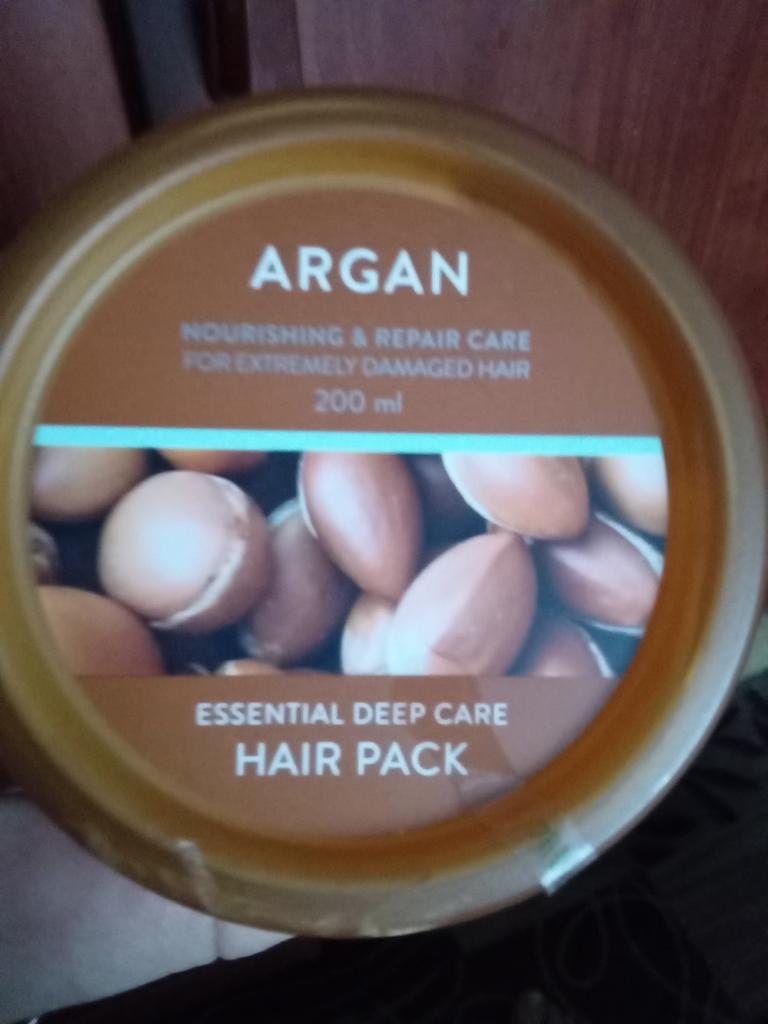 ARGAN
NOURISHING & REPAIR CARE
FOR EXTREMELY DAMAGED HAIR
200 ml
ESSENTIAL DEEP CARE
HAIR PACK